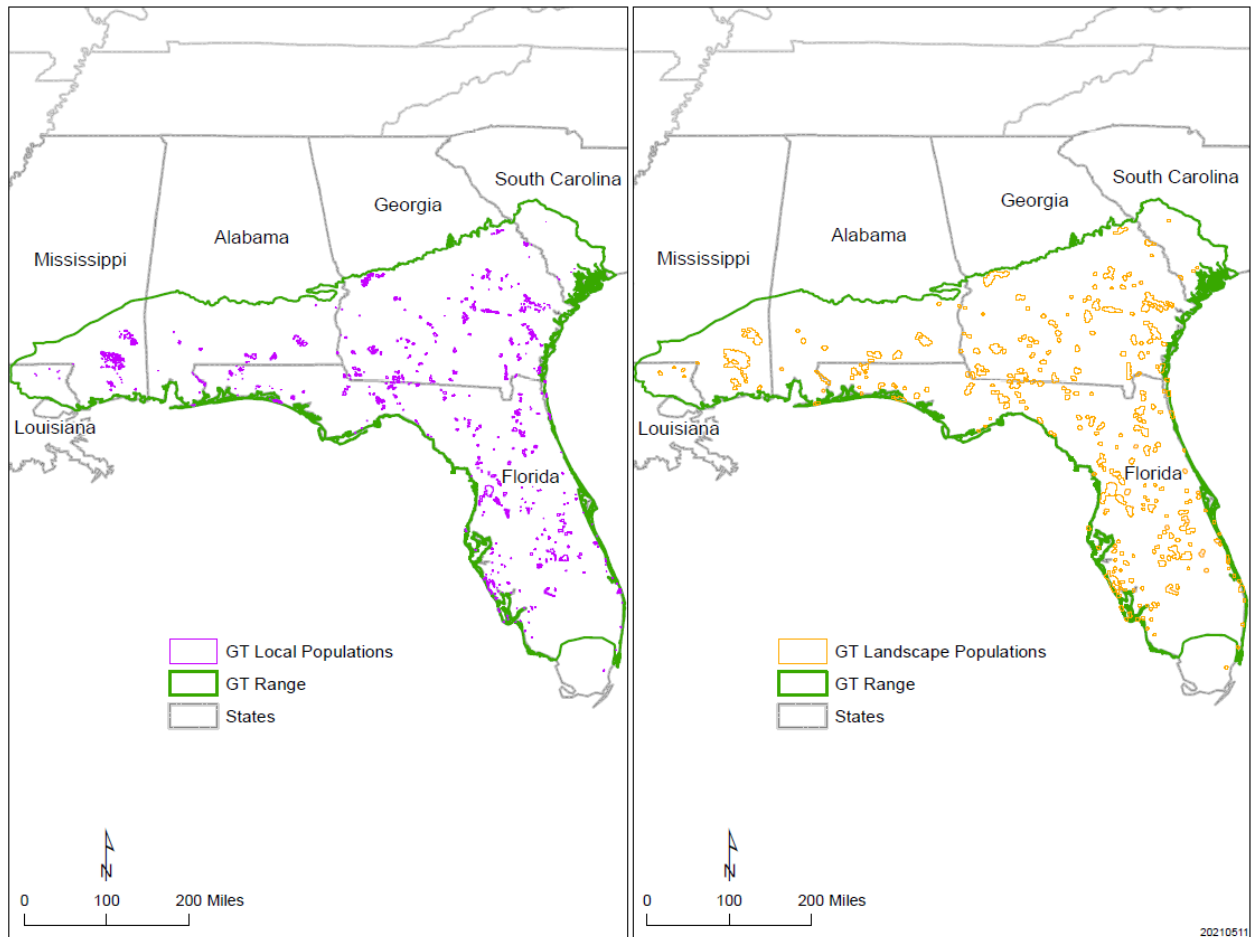 South Carolina
Georgia
Alabama
Mississippi
Louisiana
Florida
GT Local Populations
GT Range
States
N
0 100 200 Miles
South Carolina
Georgia
Alabama
Mississippi
Louisiana
Florida
GT Landscape Populations
GT Range
States
N
0 100 200 Miles
20210511